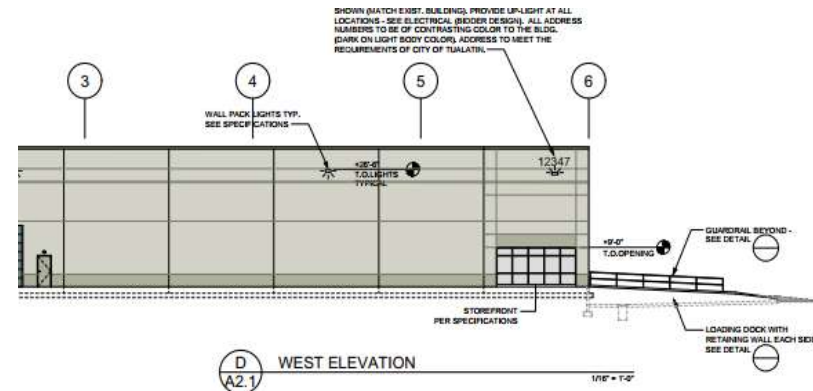 SHOWN (MATCH EXIST. BUILDING). PROVIDE UP-LIGHT AT ALL
LOCATIONS - SEE ELECTRICAL (BIDDER DESIGN). ALL ADDRESS
NUMBERS TO BE OF CONTRASTING COLOR TO THE BLDG.
(DARK ON LIGHT BODY COLOR). ADDRESS TO MEET THE
REQUIREMENTS OF CITY OF TUALATIN.
3
4
5
6
WALL PACK LIGHTS TYP.
SEE SPECIFICATIONS
+26'-6"
T.O.LIGHTS
TYPICAL
12347
+9'-0"
T.O.OPENING
GUARDRAIL BEYOND -
SEE DETAIL
STOREFRONT
PER SPECIFICATIONS
LOADING DOCK WITH
RETAINING WALL EACH SIDE
SEE DETAIL
D
A2.1
WEST ELEVATION
1/16" = 1'-0"